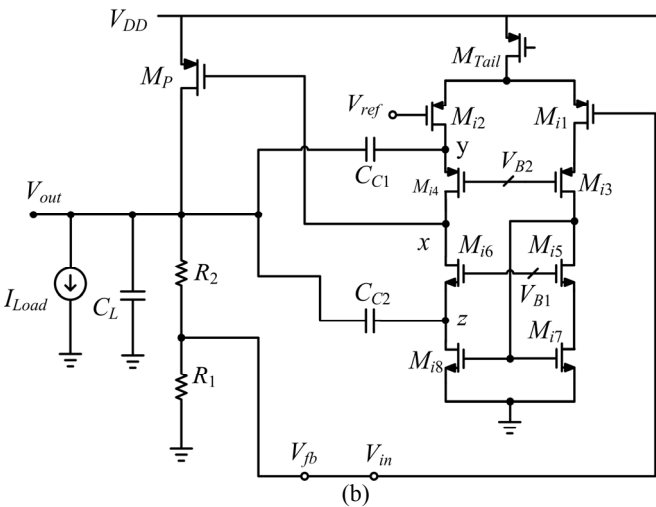 V_DD
M_Tail
M_P
V_ref
M_i2
M_i1
y
V_B2
C_C1
M_i4
M_i3
V_out
x
M_i6
M_i5
R_2
C_C2
V_B1
I_Load
C_L
z
M_i8
M_i7
R_1
V_fb
V_in
(b)